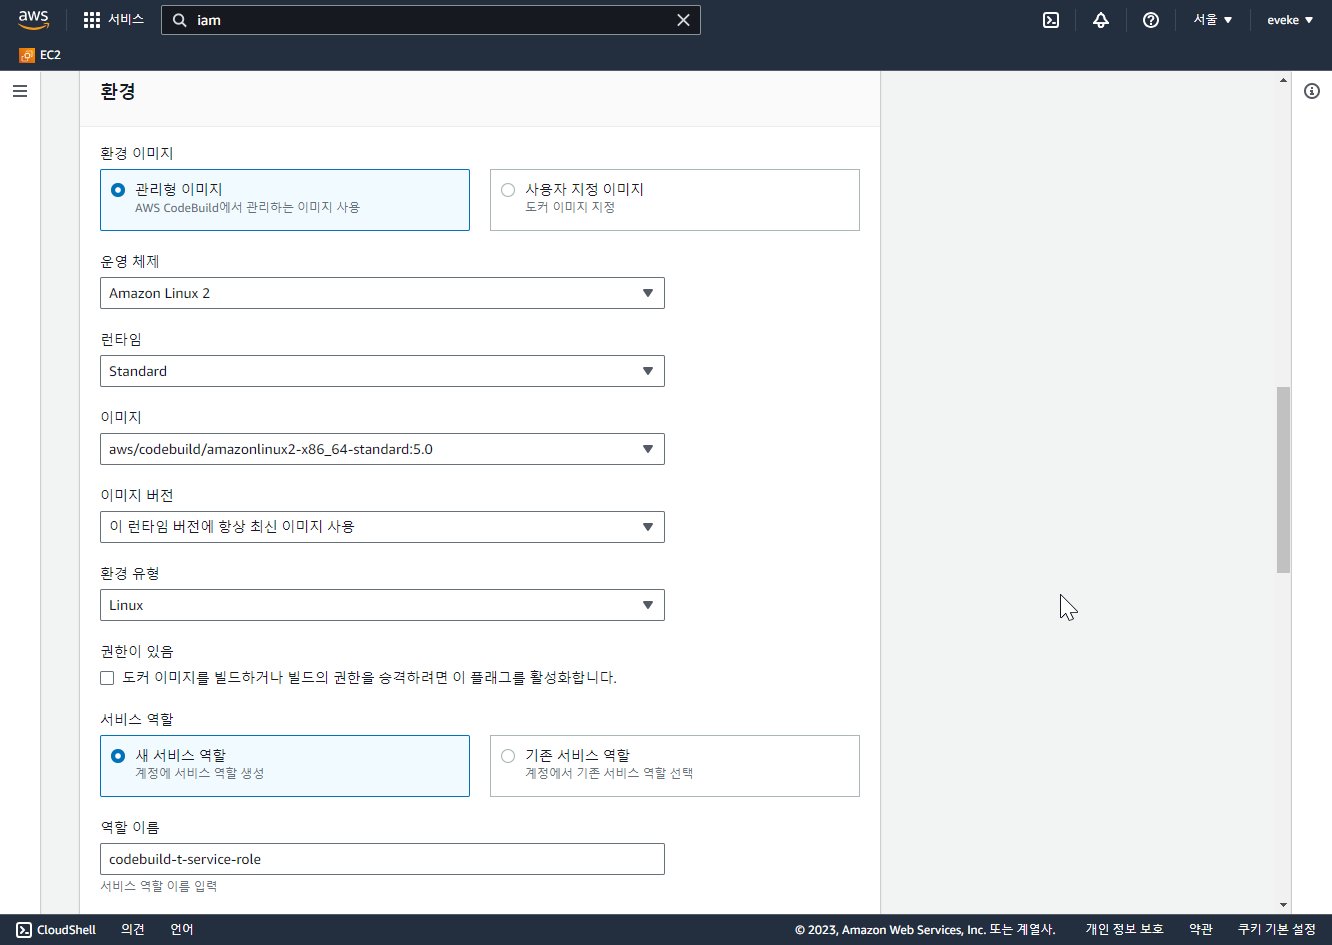 aws
서비스
iam
서울
eveke
EC2
환경
환경 이미지
관리형 이미지
AWS CodeBuild에서 관리하는 이미지 사용
사용자 지정 이미지
도커 이미지 지정
운영 체제
Amazon Linux 2
런타임
Standard
이미지
aws/codebuild/amazonlinux2-x86_64-standard:5.0
이미지 버전
이 런타임 버전에 항상 최신 이미지 사용
환경 유형
Linux
권한이 있음
도커 이미지를 빌드하거나 빌드의 권한을 승격하려면 이 플래그를 활성화합니다.
서비스 역할
새 서비스 역할
계정에 서비스 역할 생성
기존 서비스 역할
계정에서 기존 서비스 역할 선택
역할 이름
codebuild-t-service-role
서비스 역할 이름 입력
CloudShell
의견
언어
© 2023, Amazon Web Services, Inc. 또는 계열사.
개인 정보 보호
약관
쿠키 기본 설정